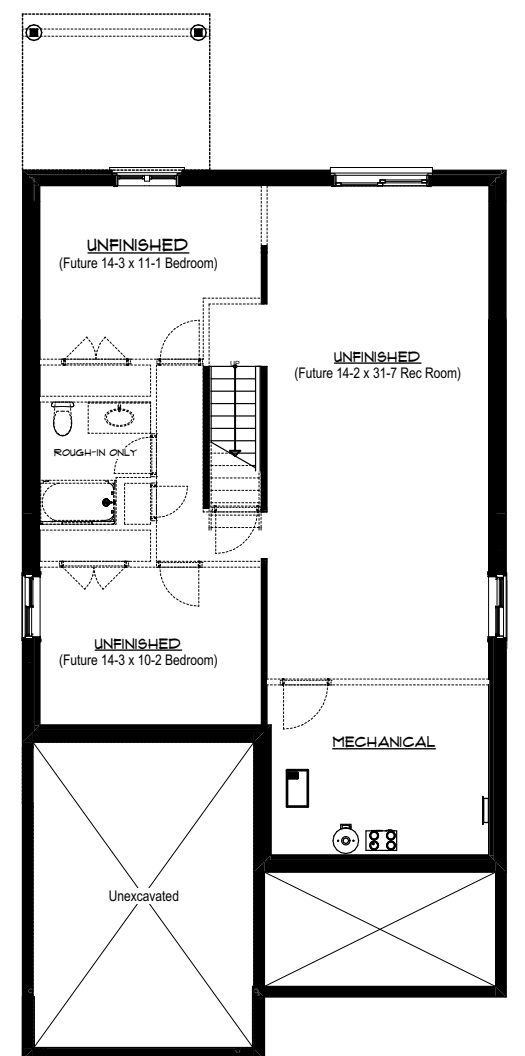 UNFINISHED
(Future 14-3 x 11-1 Bedroom)
UNFINISHED
(Future 14-2 x 31-7 Rec Room)
UP
ROUGH-IN ONLY
UNFINISHED
(Future 14-3 x 10-2 Bedroom)
MECHANICAL
Unexcavated